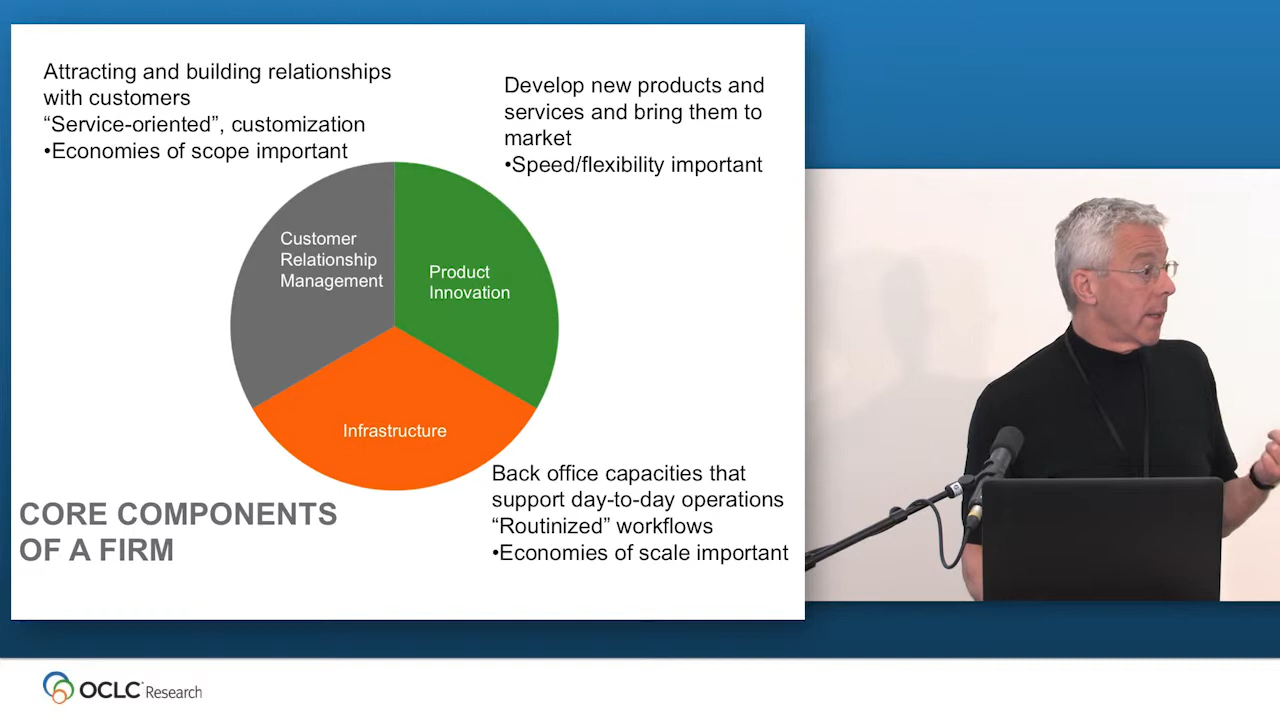 Attracting and building relationships
with customers
“Service-oriented”, customization
•Economies of scope important
Develop new products and
services and bring them to
market
•Speed/flexibility important
Customer
Relationship
Management
Product
Innovation
Infrastructure
Back office capacities that
support day-to-day operations
“Routinized” workflows
•Economies of scale important
CORE COMPONENTS
OF A FIRM
OCLC Research